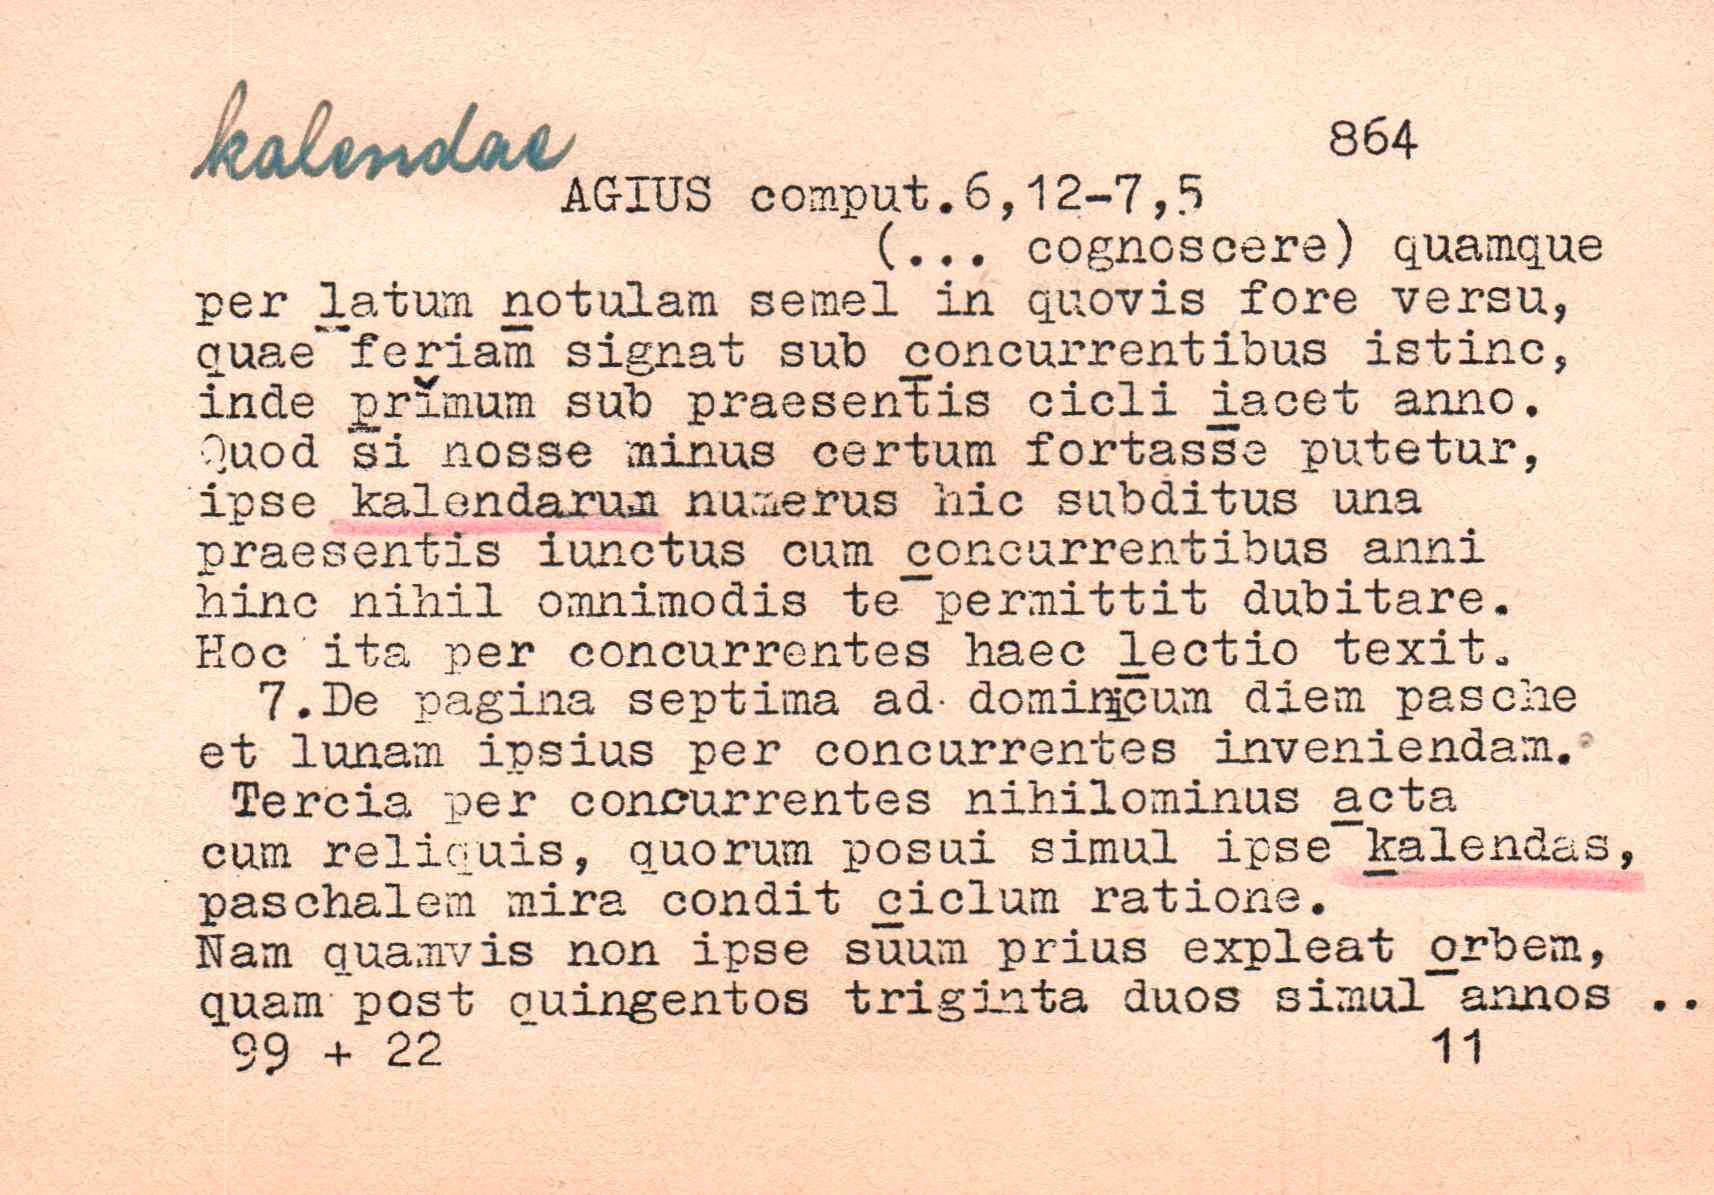 kalendae
864
AGIUS comput.6,12-7,5
(... cognoscere) quamque
per latum notulam semel in quovis fore versu,
quae feriam signat sub concurrentibus istinc,
inde primum sub praesentis cicli iacet anno.
Quod si nosse minus certum fortasse putetur,
ipse kalendarum numerus hic subditus una
praesentis iunctus cum concurrentibus anni
hinc nihil omnimodis te permittit dubitare.
Hoc ita per concurrentes haec lectio texit.
7.De pagina septima ad dominicum diem pasche
et lunam ipsius per concurrentes inveniendam.
Tercia per concurrentes nihilominus acta
cum reliquis, quorum posui simul ipse kalendas,
paschalem mira condit ciclum ratione.
Nam quamvis non ipse suum prius expleat orbem,
quam post quingentos triginta duos simul annos ..
99 + 22 11